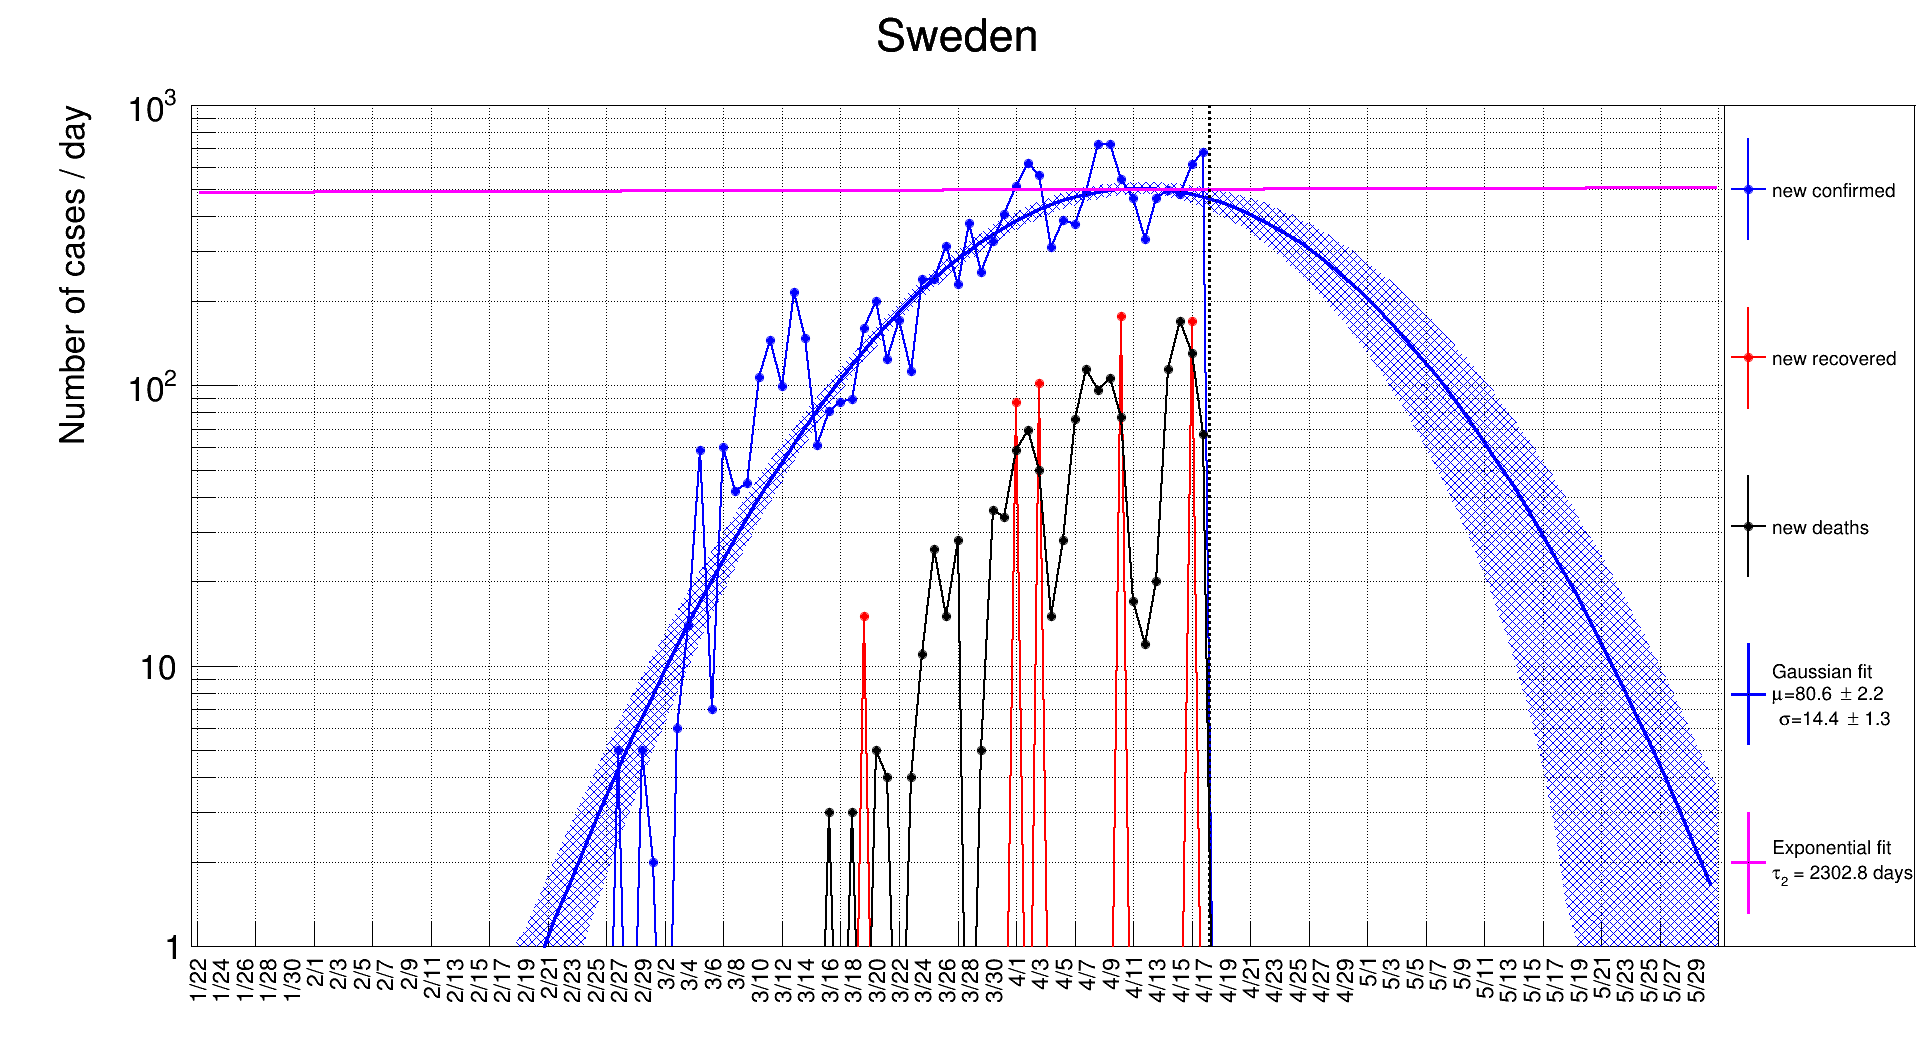 Sweden
Number of cases / day
10³
10²
10
1
1/22 1/24 1/26 1/28 1/30 2/1 2/3 2/5 2/7 2/9 2/11 2/13 2/15 2/17 2/19 2/21 2/23 2/25 2/27 2/29 3/2 3/4 3/6 3/8 3/10 3/12 3/14 3/16 3/18 3/20 3/22 3/24 3/26 3/28 3/30 4/1 4/3 4/5 4/7 4/9 4/11 4/13 4/15 4/17 4/19 4/21 4/23 4/25 4/27 4/29 5/1 5/3 5/5 5/7 5/9 5/11 5/13 5/15 5/17 5/19 5/21 5/23 5/25 5/27 5/29
new confirmed
new recovered
new deaths
Gaussian fit
μ=80.6 ± 2.2
σ=14.4 ± 1.3
Exponential fit
τ₂ = 2302.8 days